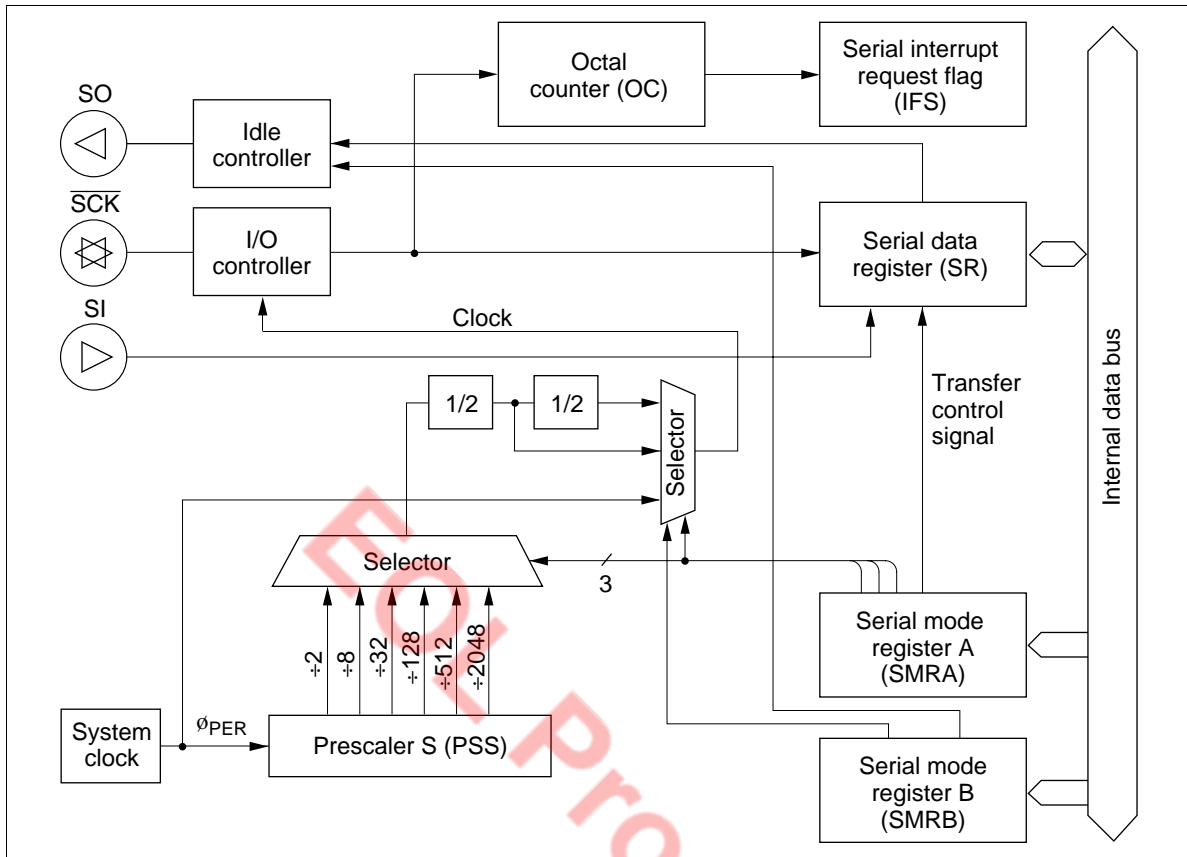 Octal
counter (OC)
Serial interrupt
request flag
(IFS)
SO
Idle
controller
SCK
I/O
controller
Serial data
register (SR)
SI
Clock
1/2
1/2
Selector
Transfer
control
signal
Internal data bus
Selector
3
÷2
÷8
÷32
÷128
÷512
÷2048
Serial mode
register A
(SMRA)
System
clock
øPER
Prescaler S (PSS)
Serial mode
register B
(SMRB)
EOL Pro